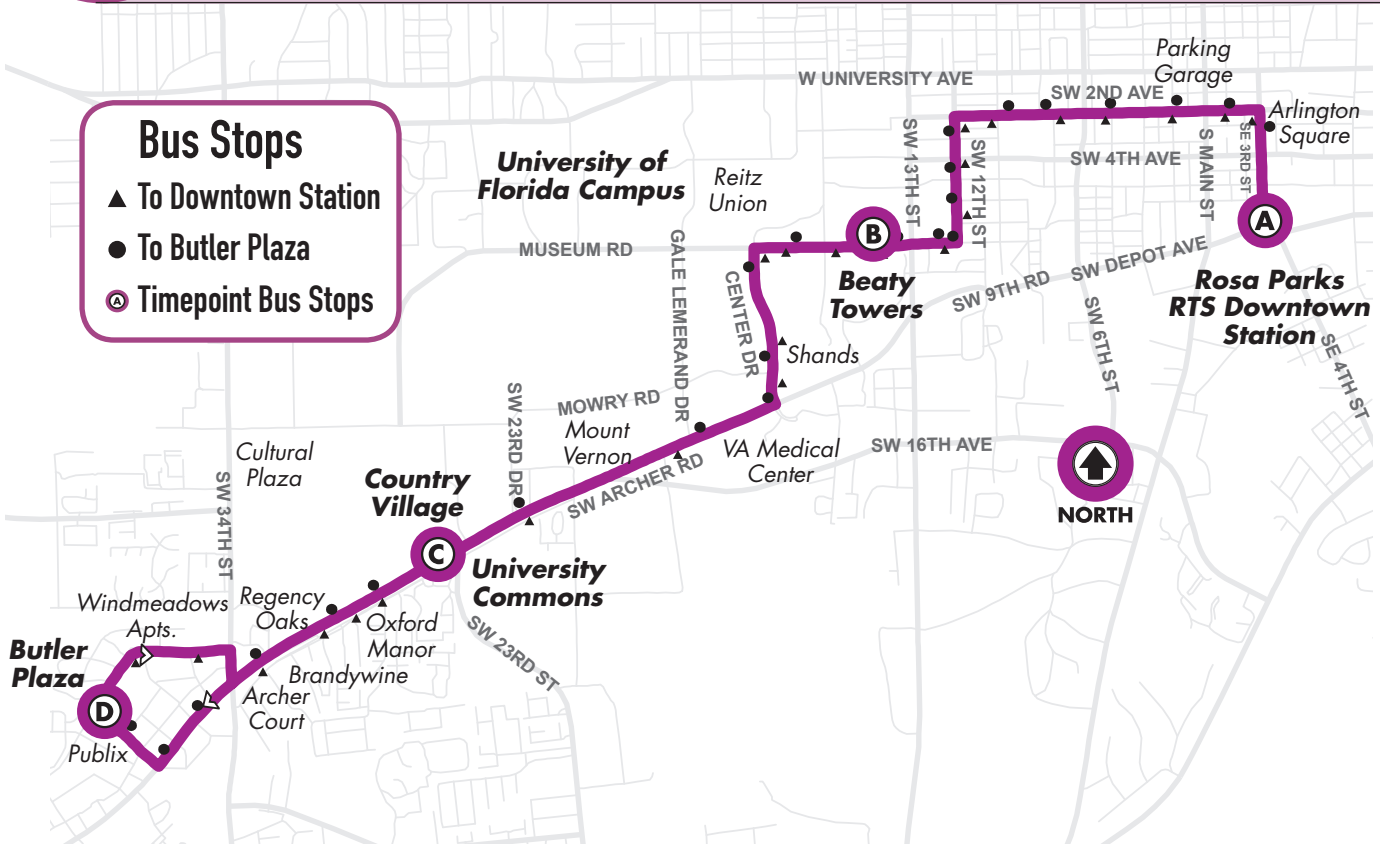 Bus Stops
To Downtown Station
To Butler Plaza
A Timepoint Bus Stops
Parking
Garage
W UNIVERSITY AVE
SW 2ND AVE
Arlington
Square
SW 13TH ST
SW 12TH ST
S MAIN ST
SE 3RD ST
SW 4TH AVE
University of
Florida Campus
Reitz
Union
MUSEUM RD
GALE LEMERAND DR
CENTER DR
B
Beaty
Towers
A
Rosa Parks
RTS Downtown
Station
SW 9TH RD
SW DEPOT AVE
SW 6TH ST
SE 4TH ST
Shands
MOWRY RD
Mount
Vernon
SW 23RD DR
SW ARCHER RD
VA Medical
Center
SW 16TH AVE
NORTH
Cultural
Plaza
SW 34TH ST
Country
Village
C
University
Commons
Windmeadows
Apts.
Regency
Oaks
Oxford
Manor
Brandywine
SW 23RD ST
Butler
Plaza
D
Archer
Court
Publix